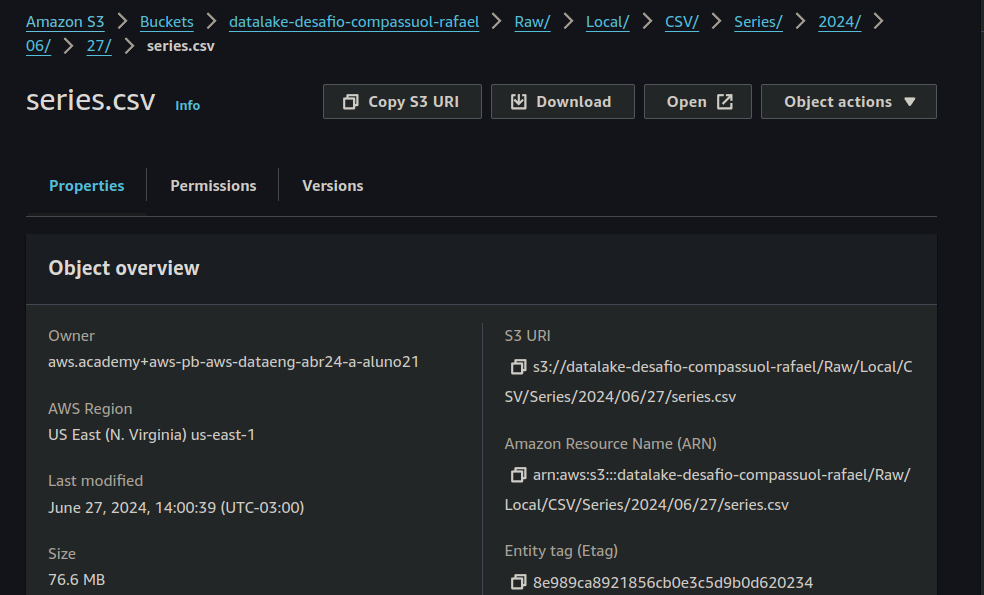 Amazon S3 > Buckets > datalake-desafio-compassuol-rafael > Raw/ > Local/ > CSV/ > Series/ > 2024/ >
06/ > 27/ > series.csv
series.csv Info
Copy S3 URI Download Open Object actions
Properties Permissions Versions
Object overview
Owner
aws.academy+aws-pb-aws-dataeng-abr24-a-aluno21
AWS Region
US East (N. Virginia) us-east-1
Last modified
June 27, 2024, 14:00:39 (UTC-03:00)
Size
76.6 MB
S3 URI
s3://datalake-desafio-compassuol-rafael/Raw/Local/C
SV/Series/2024/06/27/series.csv
Amazon Resource Name (ARN)
arn:aws:s3:::datalake-desafio-compassuol-rafael/Raw/
Local/CSV/Series/2024/06/27/series.csv
Entity tag (Etag)
8e989ca8921856cb0e3c5d9b0d620234